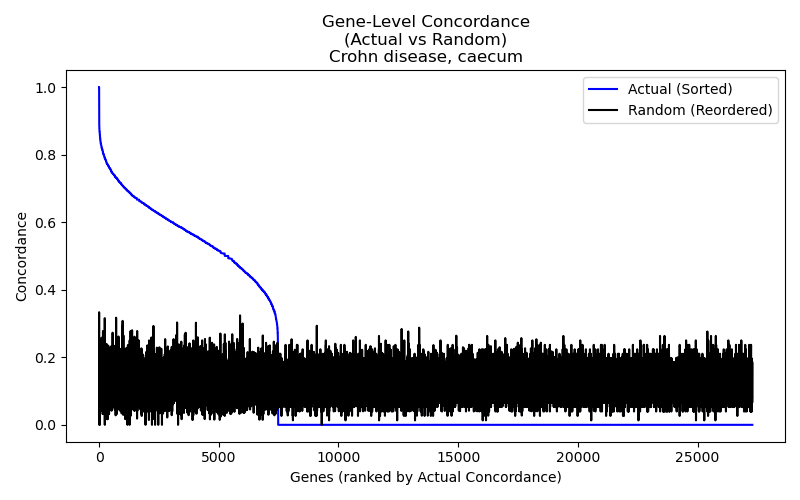 Gene-Level Concordance
(Actual vs Random)
Crohn disease, caecum
Actual (Sorted)
Random (Reordered)
Concordance
1.0
0.8
0.6
0.4
0.2
0.0
0
5000
10000
15000
20000
25000
Genes (ranked by Actual Concordance)